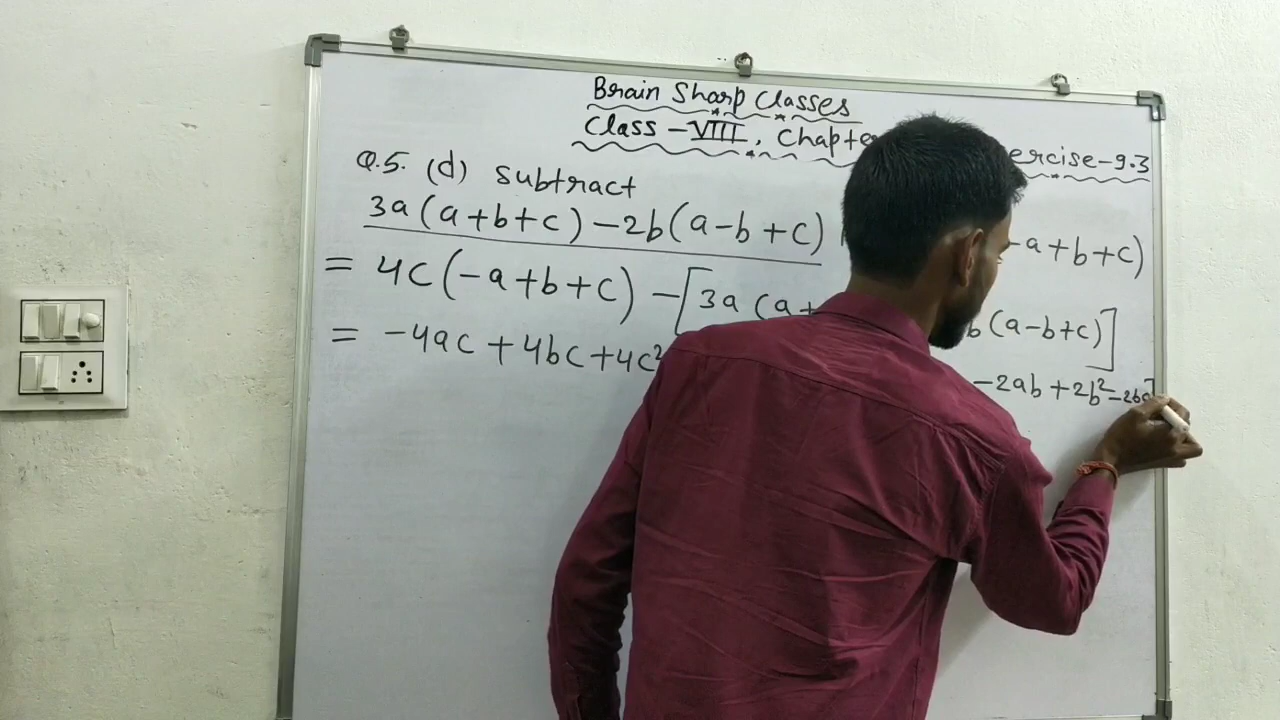 Brain Sharp Classes
Class - VIII, Chapte ercise-9.3
Q.5. (d) subtract
3a(a+b+c)-2b(a-b+c) -a+b+c)
= 4c(-a+b+c)-[3a(a+ b(a-b+c)]
= -4ac+4bc+4c² -2ab+2b²-2bc]